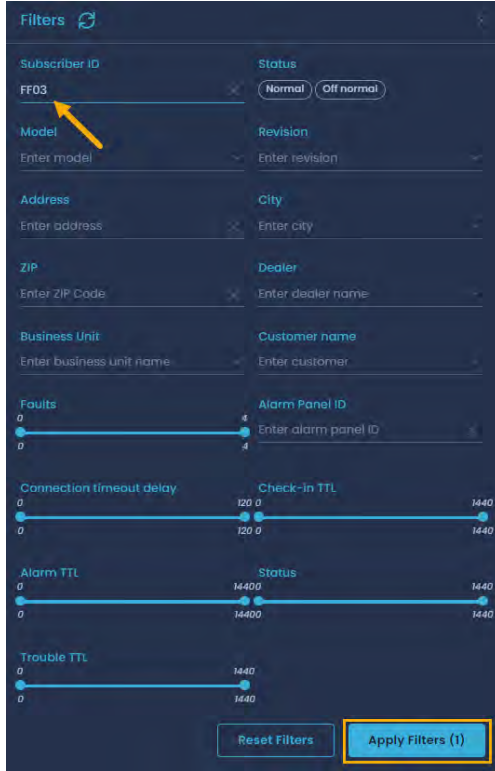 Filters
Subscriber ID Status
FF03 Normal Off normal
Model Revision
Enter model Enter revision
Address City
Enter address Enter city
ZIP Dealer
Enter ZIP Code Enter dealer name
Business Unit Customer name
Enter business unit name Enter customer
Faults Alarm Panel ID
0 4
Enter alarm panel ID
0 4
Connection timeout delay Check-in TTL
0 120 0 1440
0 120 0 1440
Alarm TTL Status
0 14400 1440
0 14400 1440
Trouble TTL
0 1440
0 1440
Reset Filters Apply Filters (1)